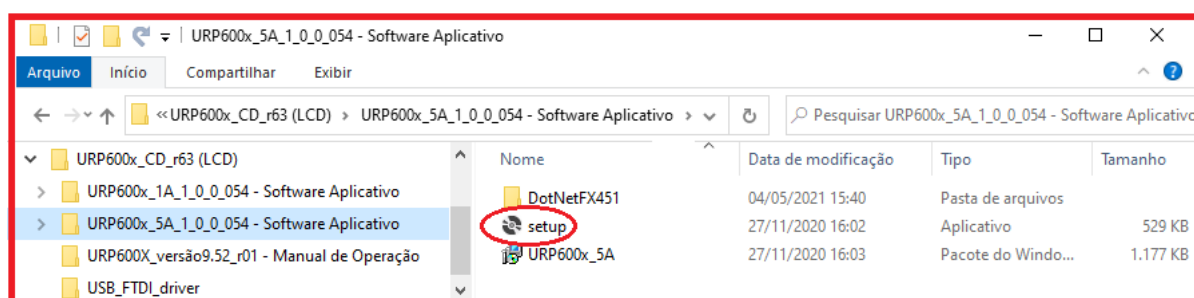 URP600x_5A_1_0_0_054 - Software Aplicativo
Arquivo Início Compartilhar Exibir
« URP600x_CD_r63 (LCD) › URP600x_5A_1_0_0_054 - Software Aplicativo › Pesquisar URP600x_5A_1_0_0_054 - Software Aplicativo
URP600x_CD_r63 (LCD) Nome Data de modificação Tipo Tamanho
URP600x_1A_1_0_0_054 - Software Aplicativo DotNetFX451 04/05/2021 15:40 Pasta de arquivos
URP600x_5A_1_0_0_054 - Software Aplicativo setup 27/11/2020 16:02 Aplicativo 529 KB
URP600X_versão9.52_r01 - Manual de Operação URP600x_5A 27/11/2020 16:03 Pacote do Windo... 1.177 KB
USB_FTDI_driver